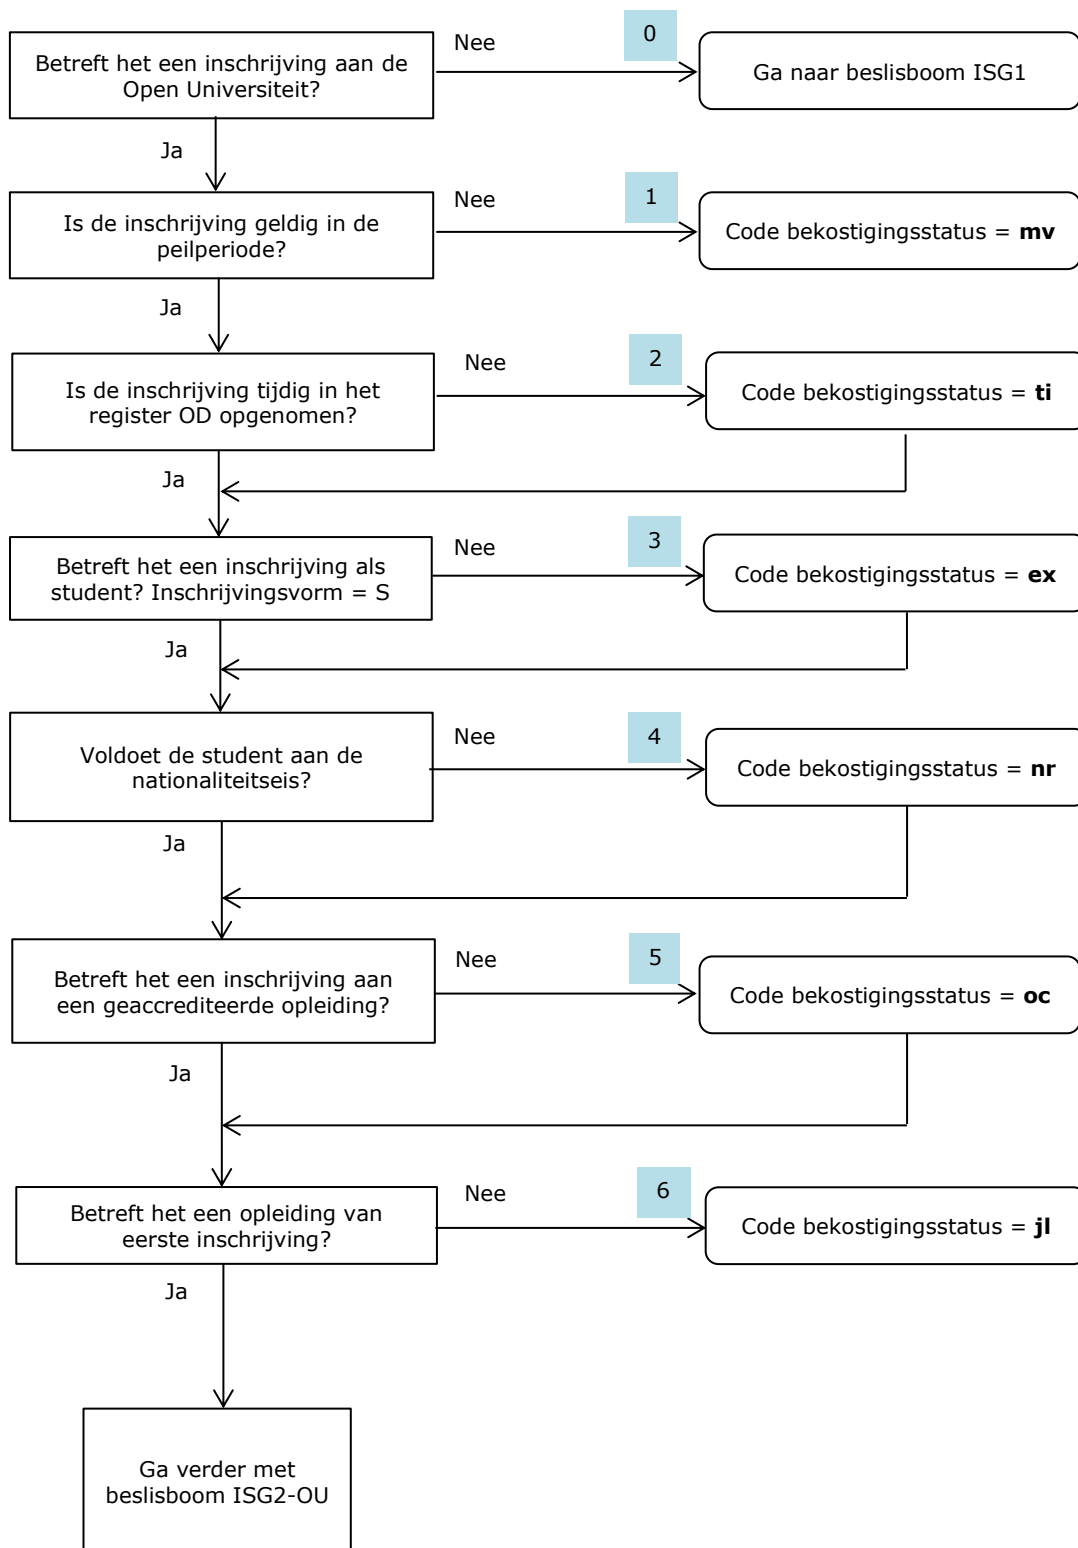 Betreft het een inschrijving aan de
Open Universiteit?
Nee
0
Ga naar beslisboom ISG1
Ja
Is de inschrijving geldig in de
peilperiode?
Nee
1
Code bekostigingsstatus = mv
Ja
Is de inschrijving tijdig in het
register OD opgenomen?
Nee
2
Code bekostigingsstatus = ti
Ja
Betreft het een inschrijving als
student? Inschrijvingsvorm = S
Nee
3
Code bekostigingsstatus = ex
Ja
Voldoet de student aan de
nationaliteitseis?
Nee
4
Code bekostigingsstatus = nr
Ja
Betreft het een inschrijving aan
een geaccrediteerde opleiding?
Nee
5
Code bekostigingsstatus = oc
Ja
Betreft het een opleiding van
eerste inschrijving?
Nee
6
Code bekostigingsstatus = jl
Ja
Ga verder met
beslisboom ISG2-OU